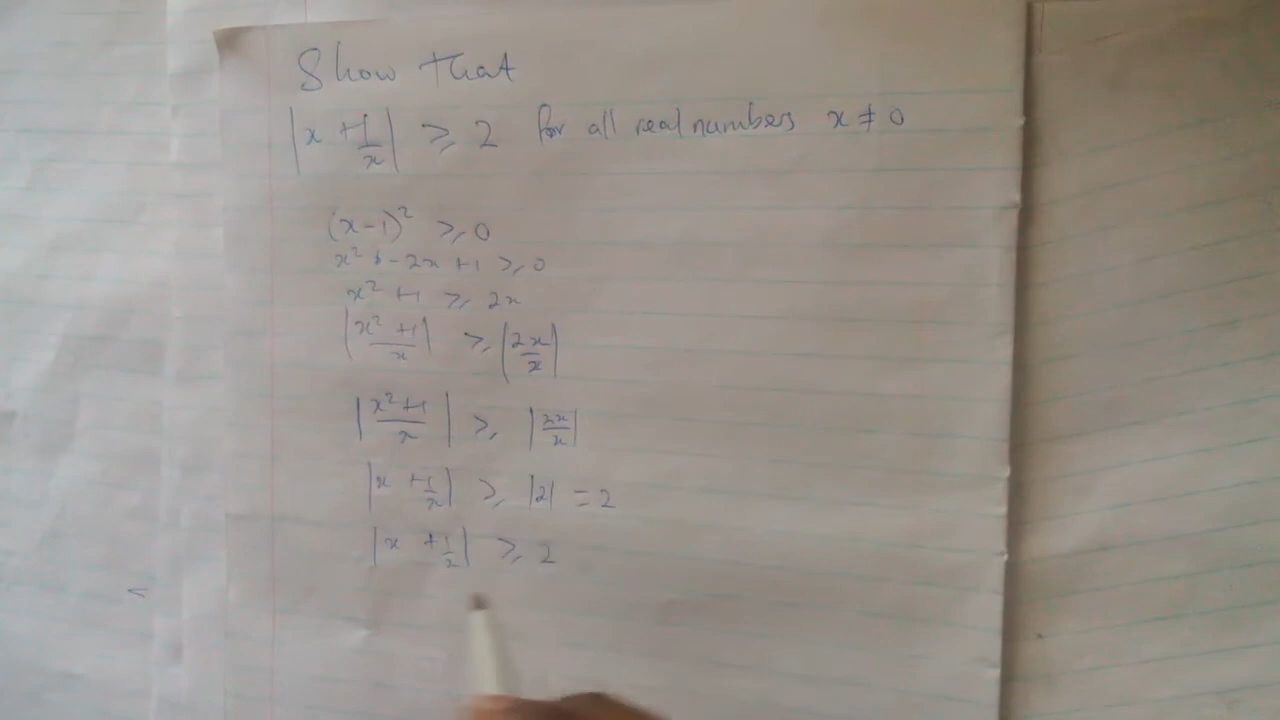 Show that
|x + 1/x| ≥ 2 for all real numbers x ≠ 0
(x-1)² ≥ 0
x² - 2x + 1 ≥ 0
x² + 1 ≥ 2x
|(x² + 1)/x| ≥ |2x/x|
|(x² + 1)/x| ≥ |2x/x|
|x + 1/x| ≥ |2| = 2
|x + 1/x| ≥ 2
<